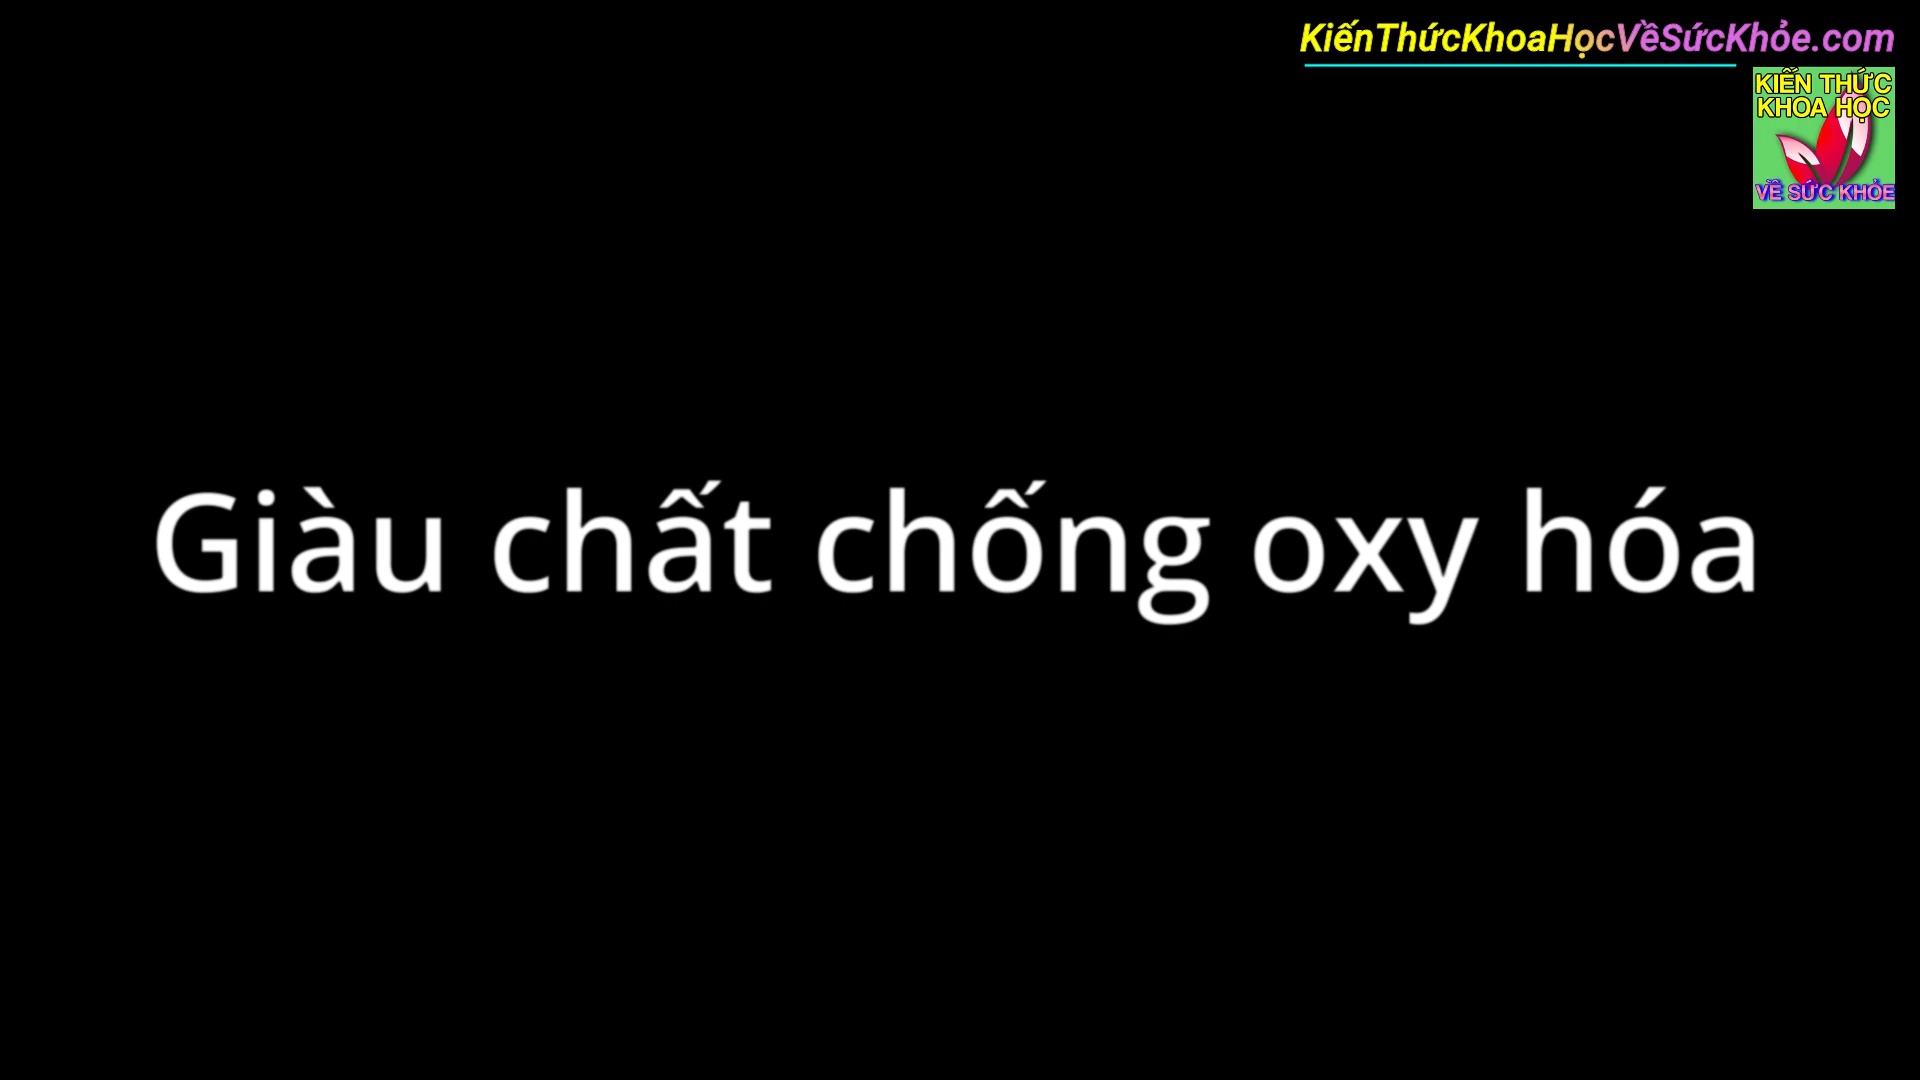 KiếnThứcKhoaHọcVềSứcKhỏe.com
KIẾN THỨC
KHOA HỌC
VỀ SỨC KHỎE
Giàu chất chống oxy hóa